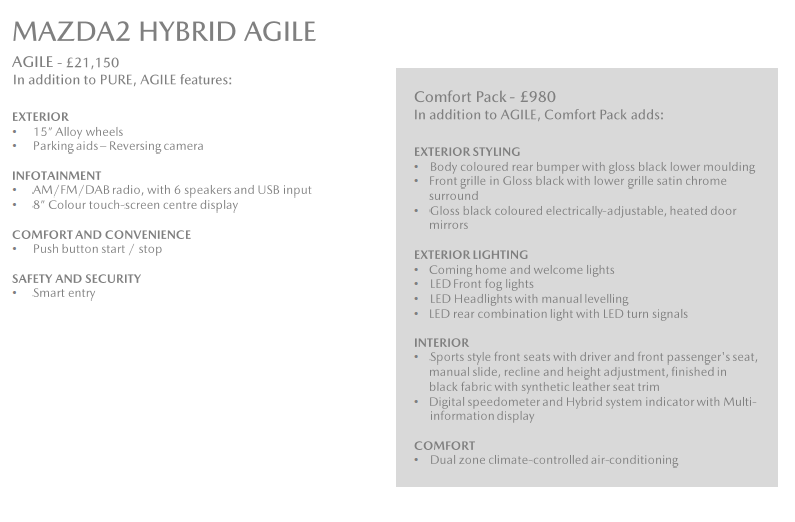 MAZDA2 HYBRID AGILE
AGILE - £21,150
In addition to PURE, AGILE features:
EXTERIOR
• 15" Alloy wheels
• Parking aids – Reversing camera
INFOTAINMENT
• AM/FM/DAB radio, with 6 speakers and USB input
• 8" Colour touch-screen centre display
COMFORT AND CONVENIENCE
• Push button start / stop
SAFETY AND SECURITY
• Smart entry
Comfort Pack - £980
In addition to AGILE, Comfort Pack adds:
EXTERIOR STYLING
• Body coloured rear bumper with gloss black lower moulding
• Front grille in Gloss black with lower grille satin chrome
surround
• Gloss black coloured electrically-adjustable, heated door
mirrors
EXTERIOR LIGHTING
• Coming home and welcome lights
• LED Front fog lights
• LED Headlights with manual levelling
• LED rear combination light with LED turn signals
INTERIOR
• Sports style front seats with driver and front passenger's seat,
manual slide, recline and height adjustment, finished in
black fabric with synthetic leather seat trim
• Digital speedometer and Hybrid system indicator with Multi-
information display
COMFORT
• Dual zone climate-controlled air-conditioning